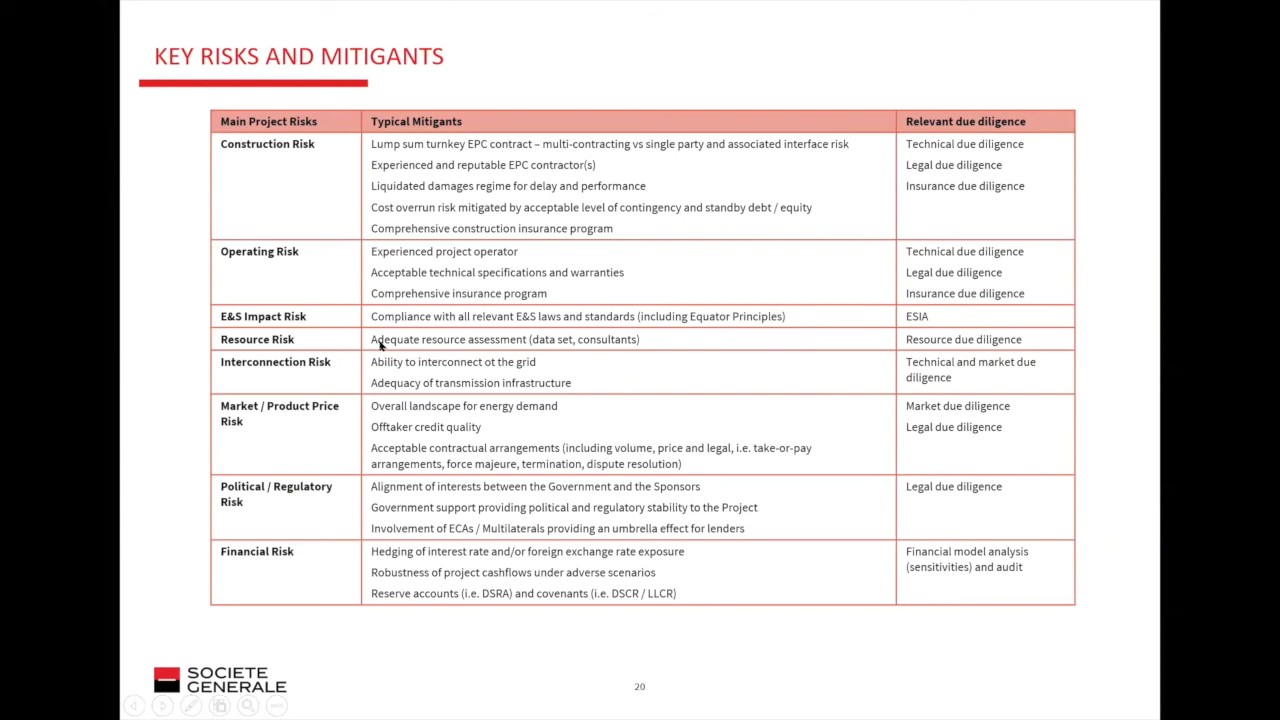 KEY RISKS AND MITIGANTS
Main Project Risks
Typical Mitigants
Relevant due diligence
Construction Risk
Lump sum turnkey EPC contract – multi-contracting vs single party and associated interface risk
Experienced and reputable EPC contractor(s)
Liquidated damages regime for delay and performance
Cost overrun risk mitigated by acceptable level of contingency and standby debt / equity
Comprehensive construction insurance program
Technical due diligence
Legal due diligence
Insurance due diligence
Operating Risk
Experienced project operator
Acceptable technical specifications and warranties
Comprehensive insurance program
Technical due diligence
Legal due diligence
Insurance due diligence
E&S Impact Risk
Compliance with all relevant E&S laws and standards (including Equator Principles)
ESIA
Resource Risk
Adequate resource assessment (data set, consultants)
Resource due diligence
Interconnection Risk
Ability to interconnect ot the grid
Adequacy of transmission infrastructure
Technical and market due
diligence
Market / Product Price
Risk
Overall landscape for energy demand
Offtaker credit quality
Acceptable contractual arrangements (including volume, price and legal, i.e. take-or-pay
arrangements, force majeure, termination, dispute resolution)
Market due diligence
Legal due diligence
Political / Regulatory
Risk
Alignment of interests between the Government and the Sponsors
Government support providing political and regulatory stability to the Project
Involvement of ECAs / Multilaterals providing an umbrella effect for lenders
Legal due diligence
Financial Risk
Hedging of interest rate and/or foreign exchange rate exposure
Robustness of project cashflows under adverse scenarios
Reserve accounts (i.e. DSRA) and covenants (i.e. DSCR / LLCR)
Financial model analysis
(sensitivities) and audit
SOCIETE
GENERALE
20